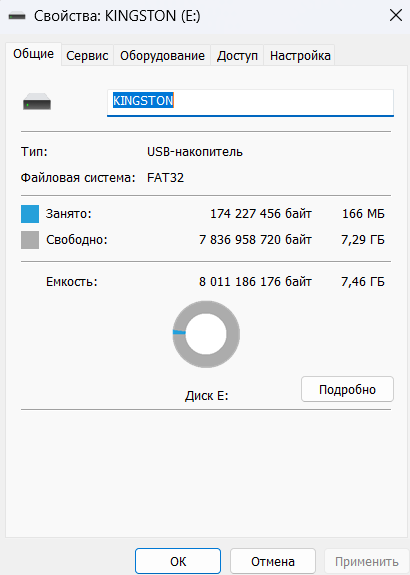 Свойства: KINGSTON (E:)
Общие Сервис Оборудование Доступ Настройка
KINGSTON
Тип: USB-накопитель
Файловая система: FAT32
Занято: 174 227 456 байт 166 МБ
Свободно: 7 836 958 720 байт 7,29 ГБ
Емкость: 8 011 186 176 байт 7,46 ГБ
Диск E:
Подробно
ОК Отмена Применить